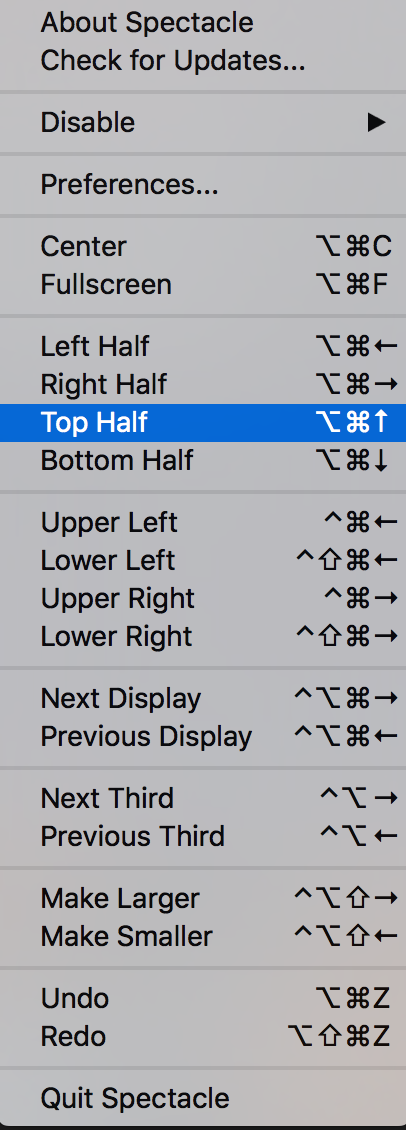 About Spectacle
Check for Updates...
Disable ▶
Preferences...
Center ⌥⌘C
Fullscreen ⌥⌘F
Left Half ⌥⌘←
Right Half ⌥⌘→
Top Half ⌥⌘↑
Bottom Half ⌥⌘↓
Upper Left ^⌘←
Lower Left ^⇧⌘←
Upper Right ^⌘→
Lower Right ^⇧⌘→
Next Display ^⌥⌘→
Previous Display ^⌥⌘←
Next Third ^⌥→
Previous Third ^⌥←
Make Larger ^⌥⇧→
Make Smaller ^⌥⇧←
Undo ⌥⌘Z
Redo ⌥⇧⌘Z
Quit Spectacle